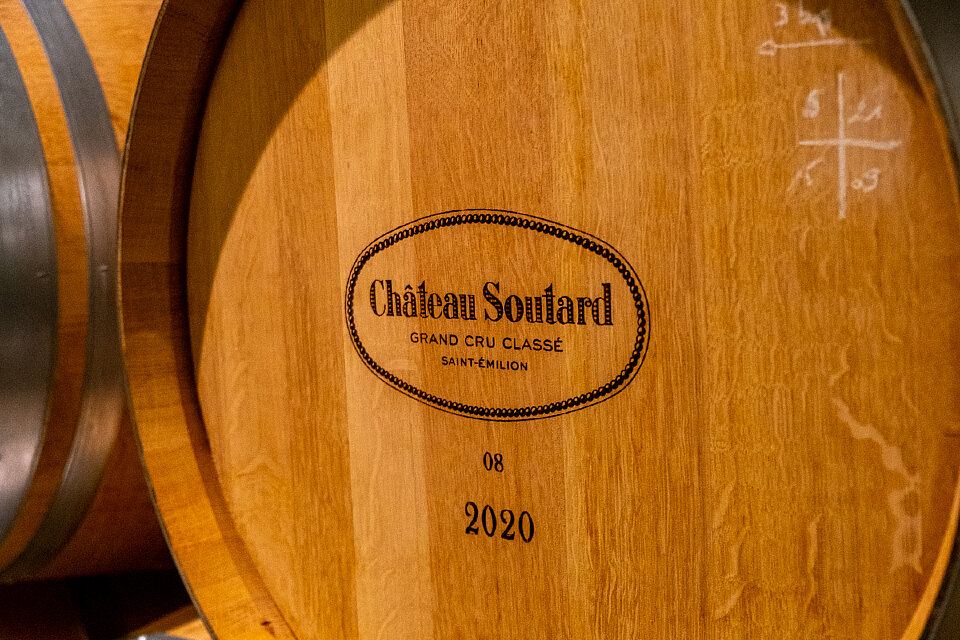 Château Soutard
GRAND CRU CLASSÉ
SAINT-ÉMILION
08
2020